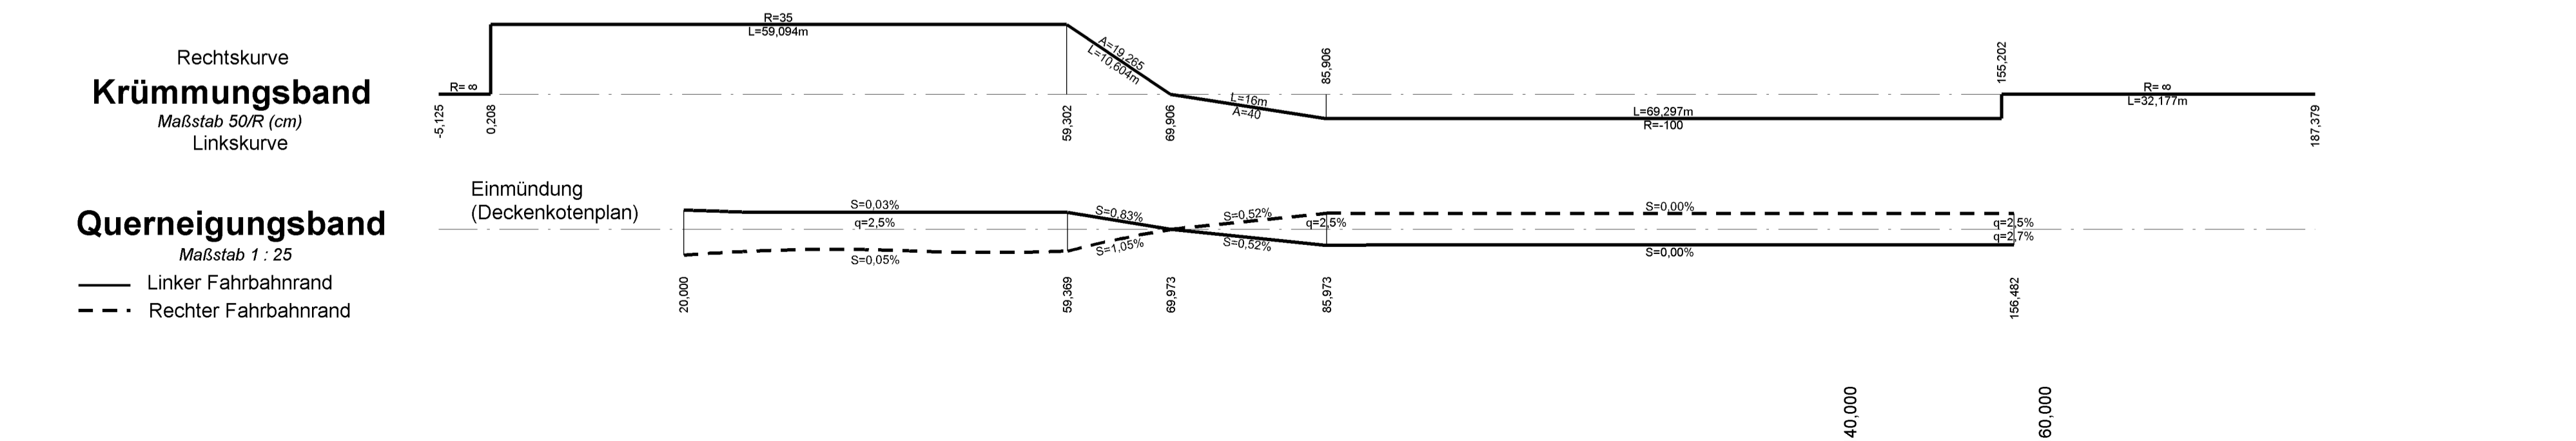 Rechtskurve
Krümmungsband
Maßstab 50/R (cm)
Linkskurve
R= ∞
-5,125
0,208
R=35
L=59,094m
59,302
A=19,265
L=10,604m
69,906
L=16m
A=40
85,906
L=69,297m
R=-100
155,202
R= ∞
L=32,177m
187,379
Querneigungsband
Maßstab 1 : 25
Linker Fahrbahnrand
Rechter Fahrbahnrand
Einmündung
(Deckenkotenplan)
20,000
S=0,03%
q=2,5%
S=0,05%
59,369
S=0,83%
S=1,05%
69,973
S=0,52%
S=0,52%
q=2,5%
85,973
S=0,00%
S=0,00%
q=2,5%
q=2,7%
156,482
40,000
60,000